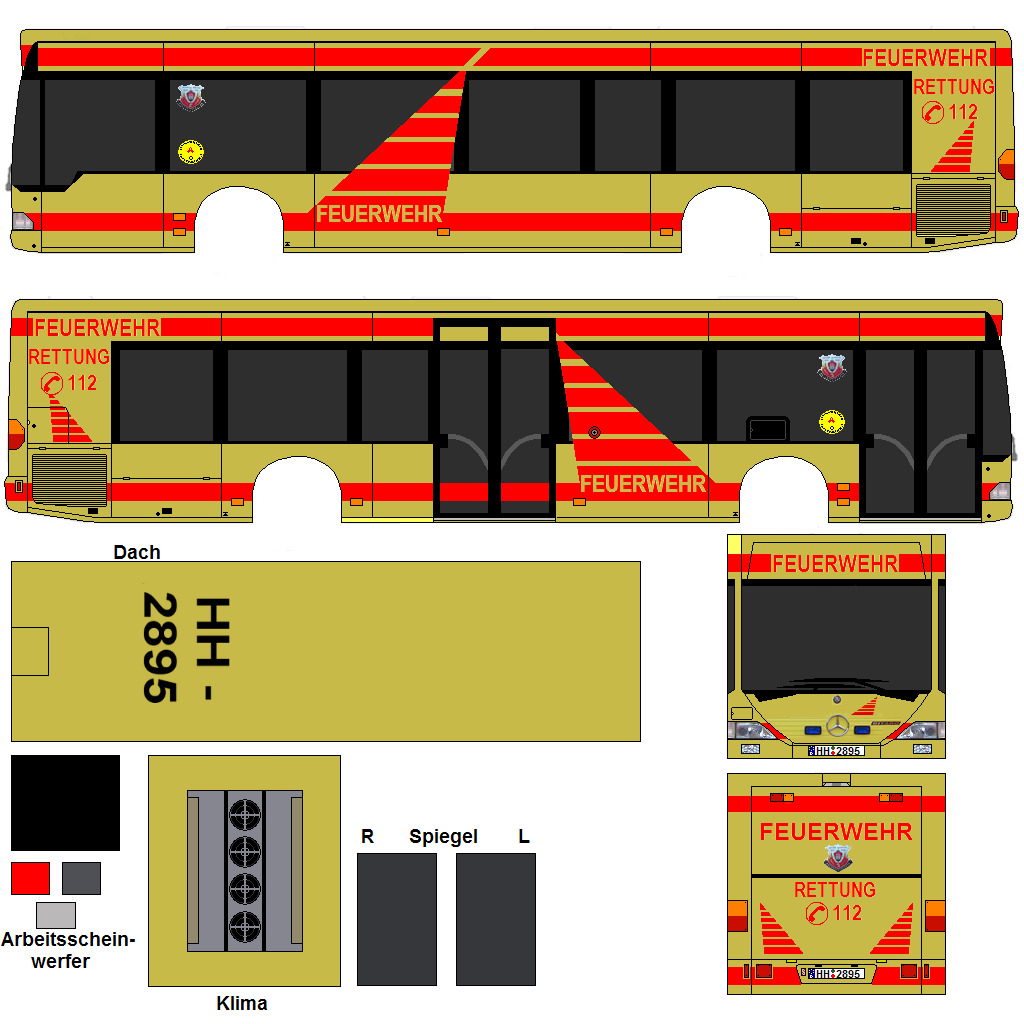 FEUERWEHR
RETTUNG
112
FEUERWEHR
FEUERWEHR
RETTUNG
112
FEUERWEHR
Dach
HH -
2895
FEUERWEHR
HH 2895
R Spiegel L
FEUERWEHR
RETTUNG
112
HH 2895
Arbeitsschein-
werfer
Klima